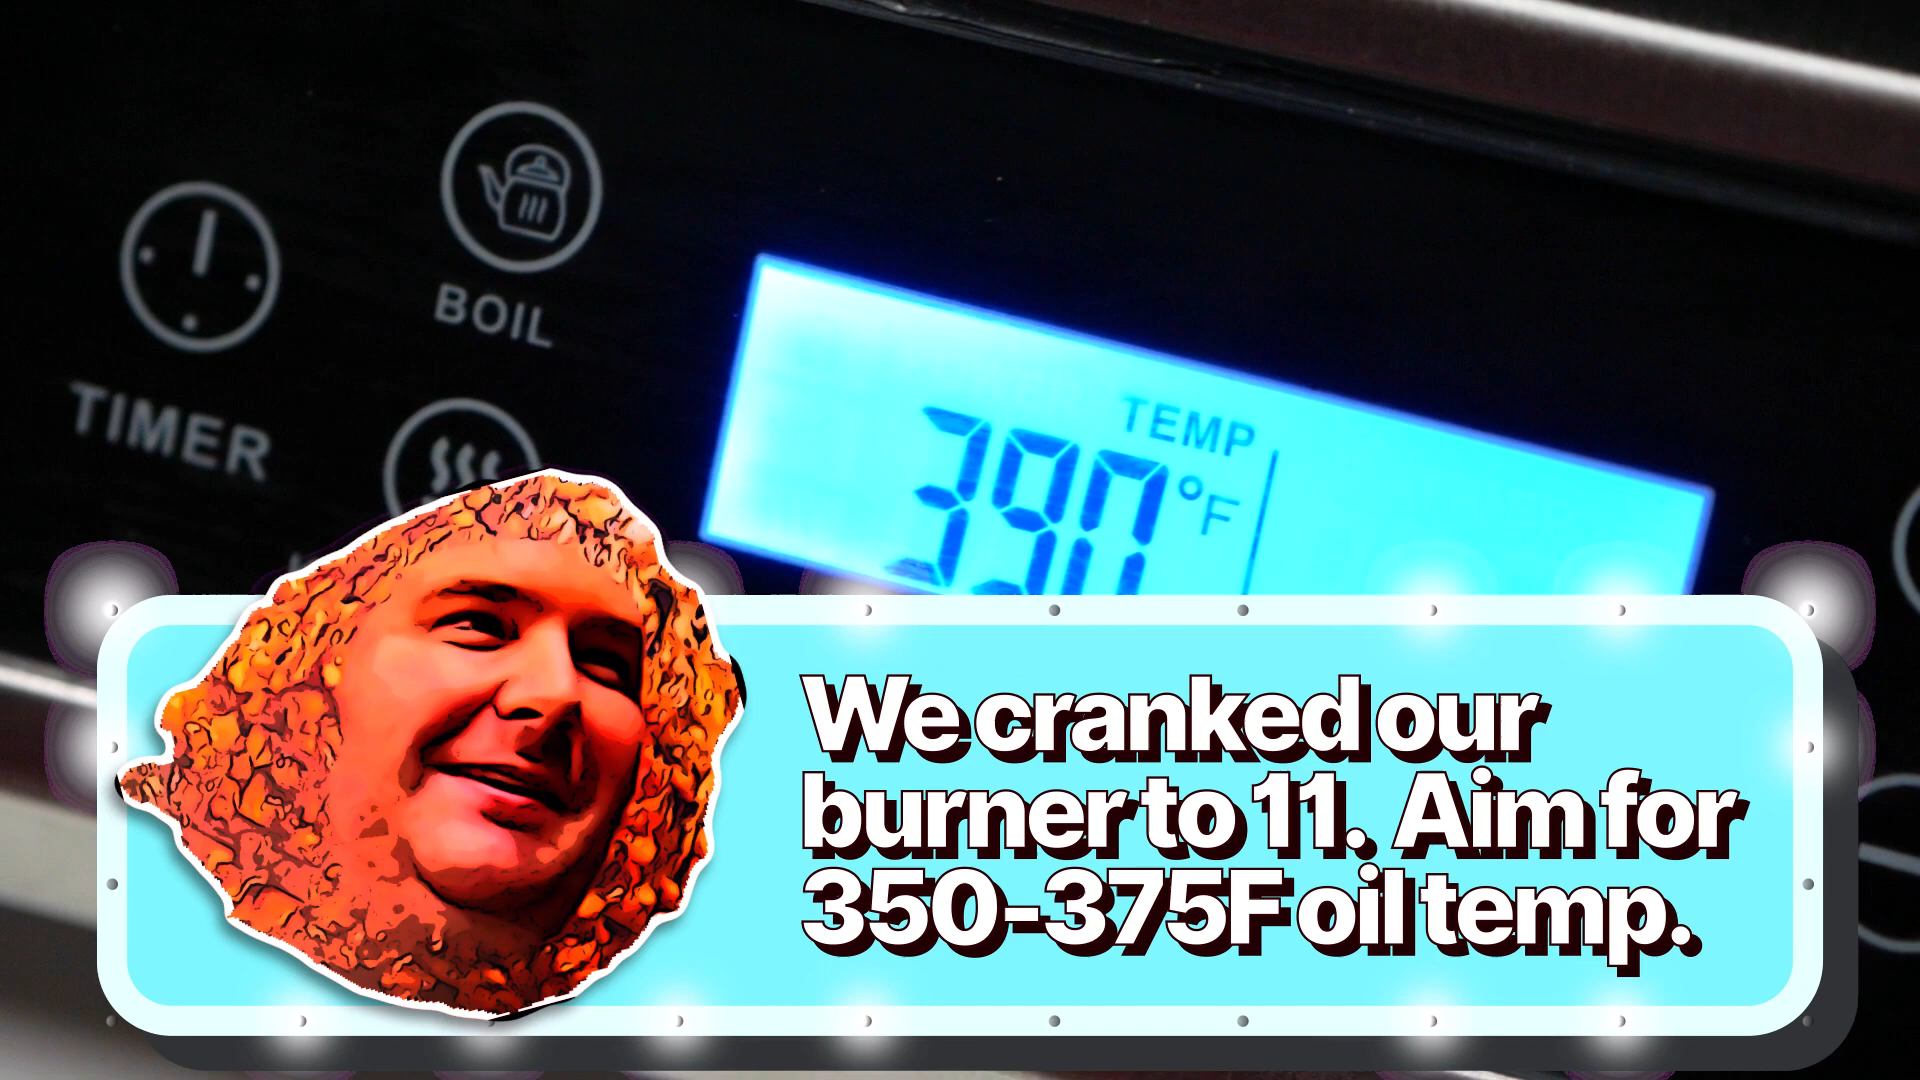 BOIL
TIMER
TEMP
390°F
We cranked our
burner to 11. Aim for
350-375F oil temp.